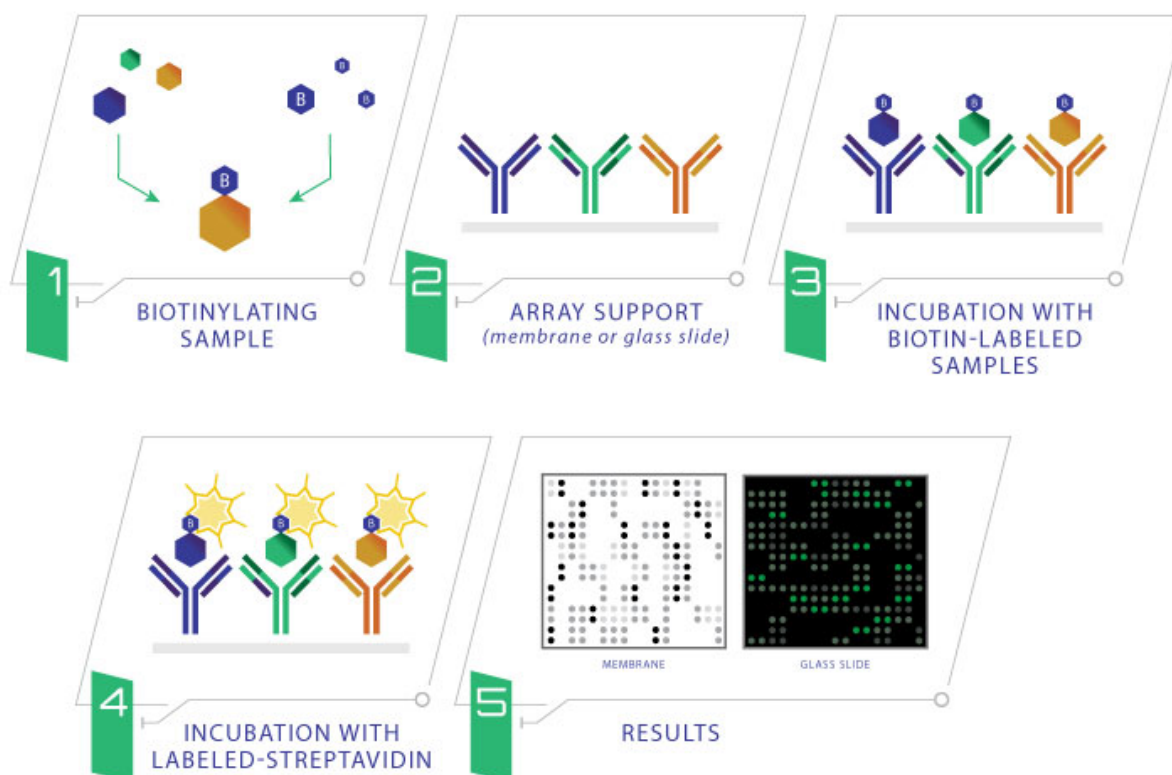 B
B
B
B
1
BIOTINYLATING
SAMPLE
2
ARRAY SUPPORT
(membrane or glass slide)
B
B
B
3
INCUBATION WITH
BIOTIN-LABELED
SAMPLES
B
B
B
4
INCUBATION WITH
LABELED-STREPTAVIDIN
MEMBRANE
GLASS SLIDE
5
RESULTS